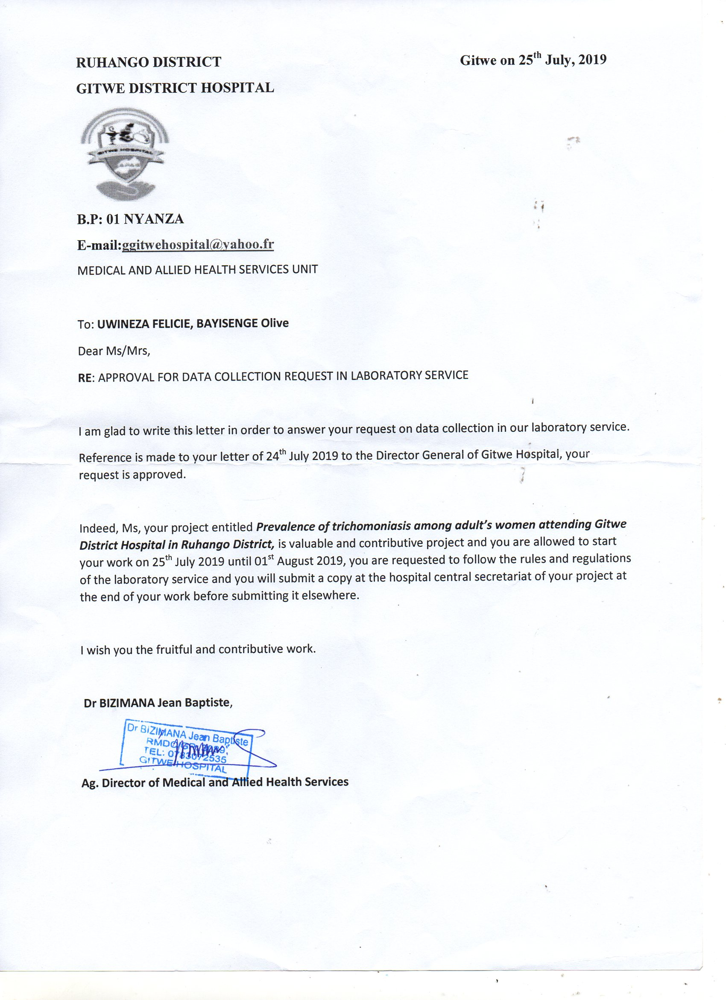 RUHANGO DISTRICT
Gitwe on 25th July, 2019
GITWE DISTRICT HOSPITAL
GITWE HOSPITAL
B.P: 01 NYANZA
E-mail:ggitwehospital@yahoo.fr
MEDICAL AND ALLIED HEALTH SERVICES UNIT
To: UWINEZA FELICIE, BAYISENGE Olive
Dear Ms/Mrs,
RE: APPROVAL FOR DATA COLLECTION REQUEST IN LABORATORY SERVICE
I am glad to write this letter in order to answer your request on data collection in our laboratory service.
Reference is made to your letter of 24th July 2019 to the Director General of Gitwe Hospital, your
request is approved.
Indeed, Ms, your project entitled Prevalence of trichomoniasis among adult’s women attending Gitwe
District Hospital in Ruhango District, is valuable and contributive project and you are allowed to start
your work on 25th July 2019 until 01st August 2019, you are requested to follow the rules and regulations
of the laboratory service and you will submit a copy at the hospital central secretariat of your project at
the end of your work before submitting it elsewhere.
I wish you the fruitful and contributive work.
Dr BIZIMANA Jean Baptiste,
Dr BIZIMANA Jean Baptiste
TEL: 0783072535
GITWE HOSPITAL
Ag. Director of Medical and Allied Health Services